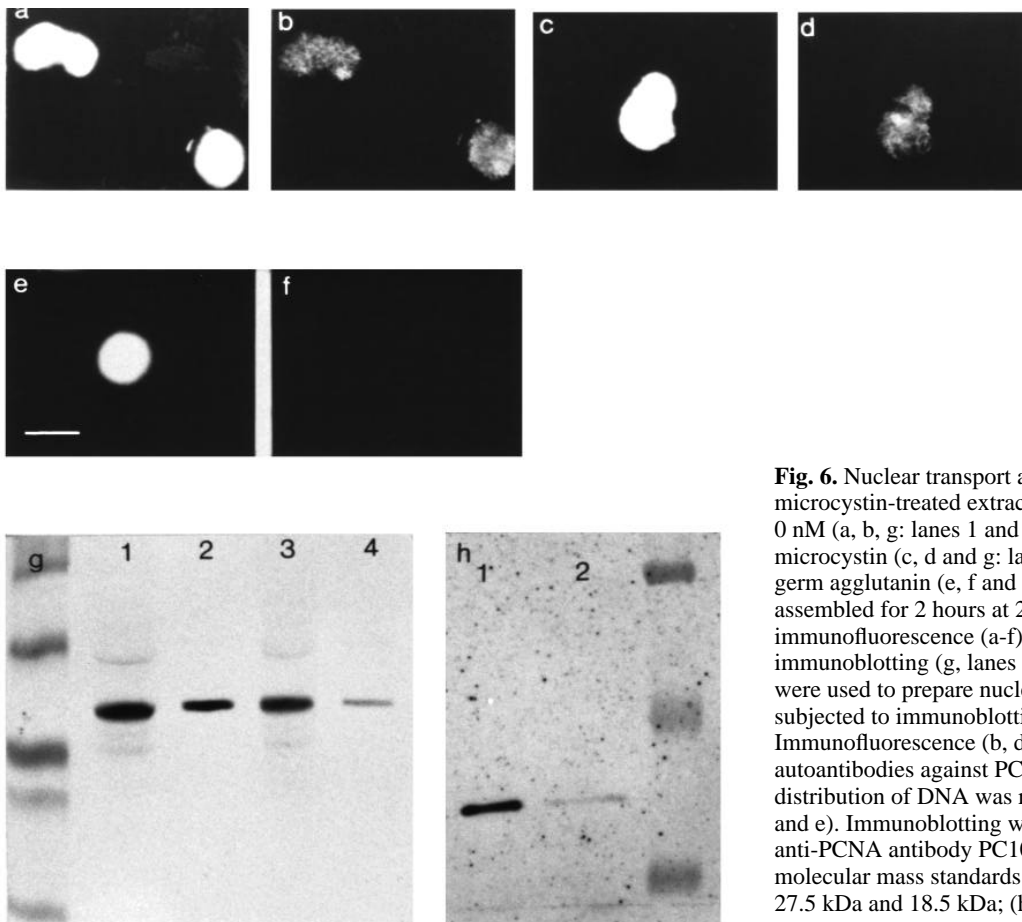 a
b
c
d
e
f
g
1
2
3
4
h
1
2
Fig. 6. Nuclear transport a
microcystin-treated extrac
0 nM (a, b, g: lanes 1 and
microcystin (c, d and g: la
germ agglutanin (e, f and
assembled for 2 hours at 2
immunofluorescence (a-f)
immunoblotting (g, lanes
were used to prepare nucle
subjected to immunoblotti
Immunofluorescence (b, d
autoantibodies against PC
distribution of DNA was r
and e). Immunoblotting w
anti-PCNA antibody PC10
molecular mass standards
27.5 kDa and 18.5 kDa; (h